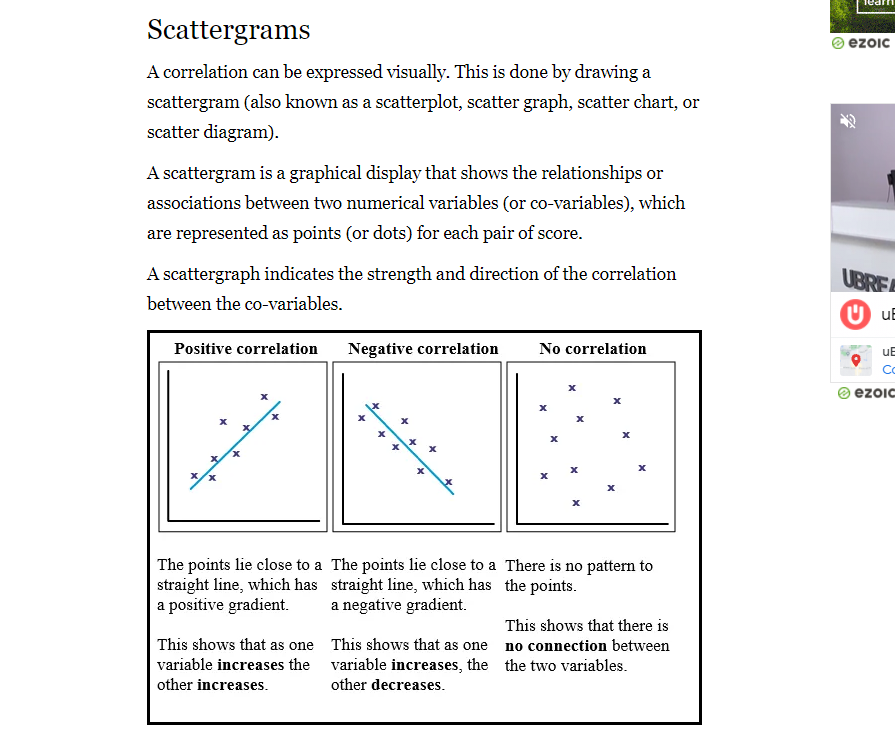 Scattergrams
A correlation can be expressed visually. This is done by drawing a
scattergram (also known as a scatterplot, scatter graph, scatter chart, or
scatter diagram).
A scattergram is a graphical display that shows the relationships or
associations between two numerical variables (or co-variables), which
are represented as points (or dots) for each pair of score.
A scattergraph indicates the strength and direction of the correlation
between the co-variables.
Positive correlation
Negative correlation
No correlation
The points lie close to a
straight line, which has
a positive gradient.
This shows that as one
variable increases the
other increases.
The points lie close to a
straight line, which has
a negative gradient.
This shows that as one
variable increases, the
other decreases.
There is no pattern to
the points.
This shows that there is
no connection between
the two variables.
ezoic
ezoic